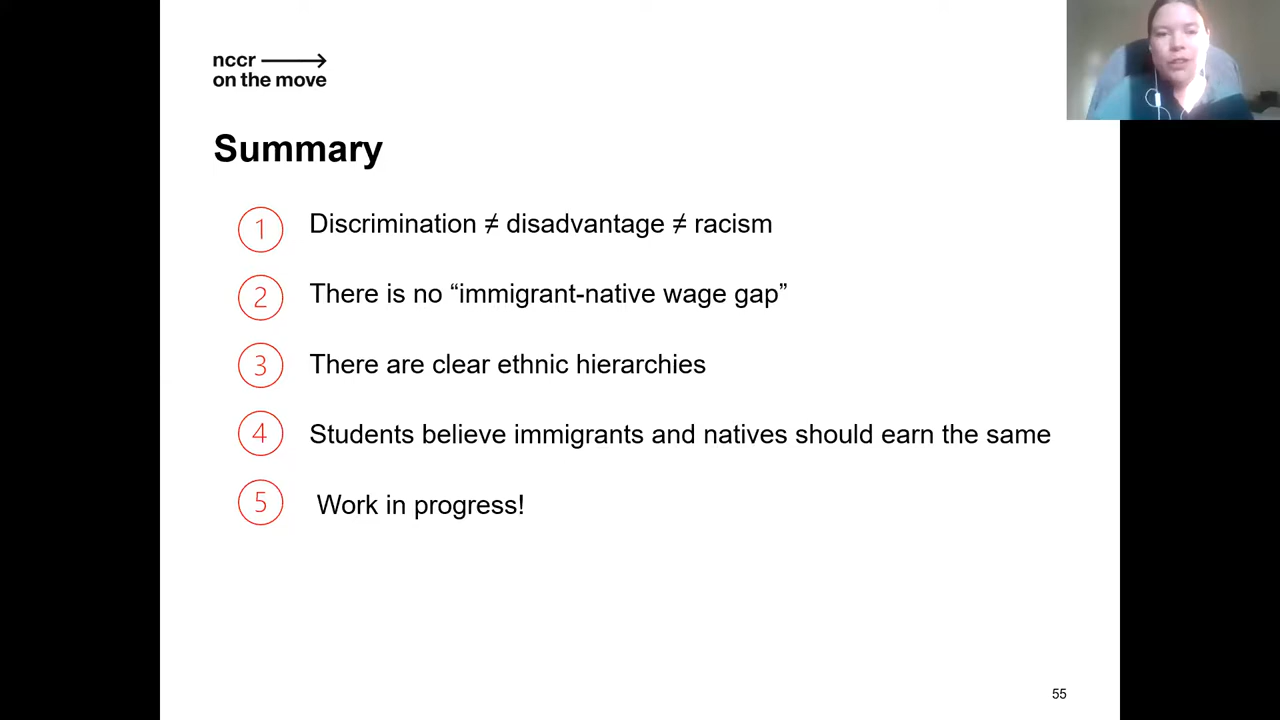 nccr
on the move
Summary
1 Discrimination ≠ disadvantage ≠ racism
2 There is no “immigrant-native wage gap”
3 There are clear ethnic hierarchies
4 Students believe immigrants and natives should earn the same
5 Work in progress!
55